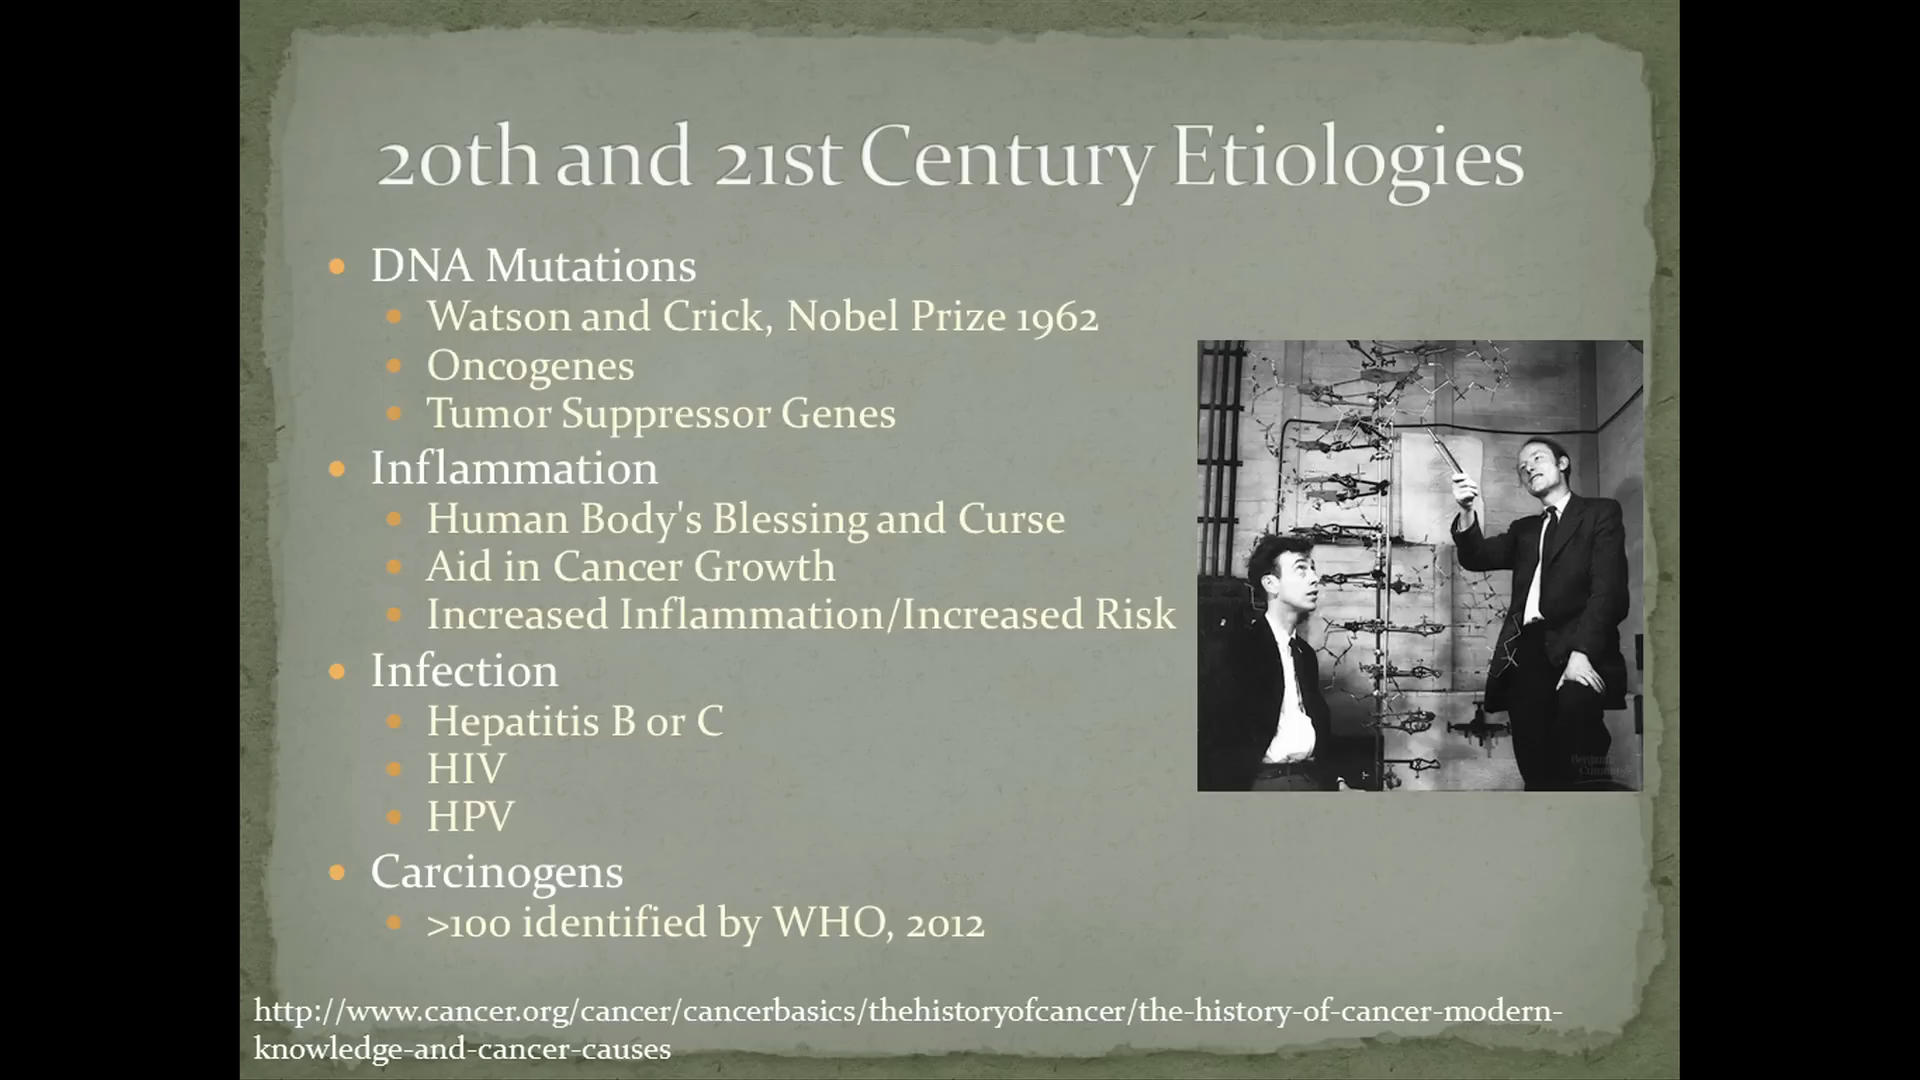 20th and 21st Century Etiologies
DNA Mutations
Watson and Crick, Nobel Prize 1962
Oncogenes
Tumor Suppressor Genes
Inflammation
Human Body's Blessing and Curse
Aid in Cancer Growth
Increased Inflammation/Increased Risk
Infection
Hepatitis B or C
HIV
HPV
Carcinogens
>100 identified by WHO, 2012
http://www.cancer.org/cancer/cancerbasics/thehistoryofcancer/the-history-of-cancer-modern-
knowledge-and-cancer-causes